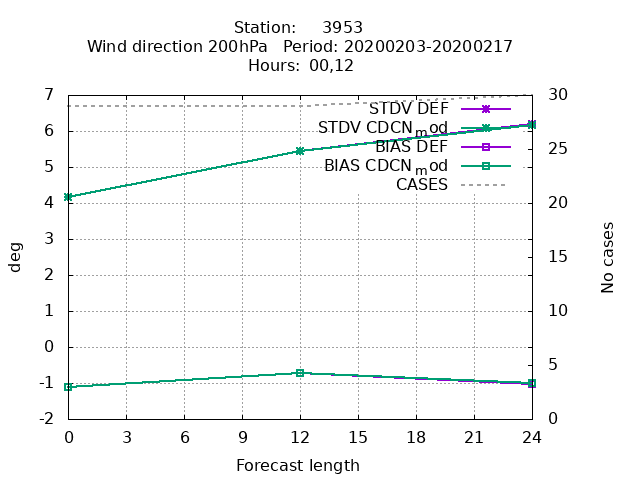 Station: 3953
Wind direction 200hPa Period: 20200203-20200217
Hours: 00,12
STDV DEF
STDV CDCNmod
BIAS DEF
BIAS CDCNmod
CASES
7
6
5
4
3
2
1
0
-1
-2
30
25
20
15
10
5
0
0 3 6 9 12 15 18 21 24
deg
No cases
Forecast length